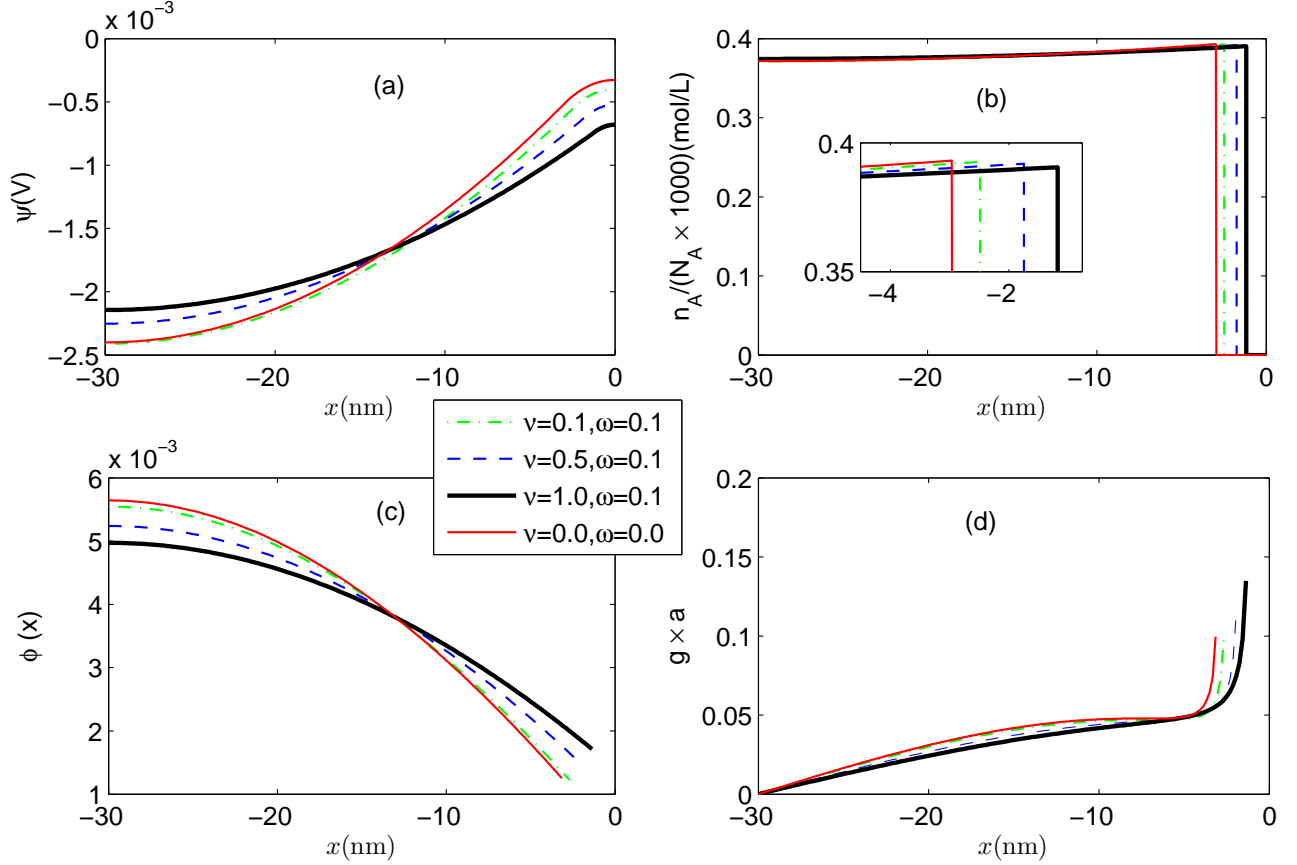 x 10⁻³
0
−0.5
−1
−1.5
−2
−2.5
ψ(V)
(a)
−30 −20 −10 0
x(nm)
0.4
0.3
0.2
0.1
0
n_A/(N_A × 1000)(mol/L)
(b)
0.4
0.35
−4 −2
−30 −20 −10 0
x(nm)
ν=0.1,ω=0.1
ν=0.5,ω=0.1
ν=1.0,ω=0.1
ν=0.0,ω=0.0
x 10⁻³
6
5
4
3
2
1
ϕ (x)
(c)
−30 −20 −10 0
x(nm)
0.2
0.15
0.1
0.05
0
g × a
(d)
−30 −20 −10 0
x(nm)